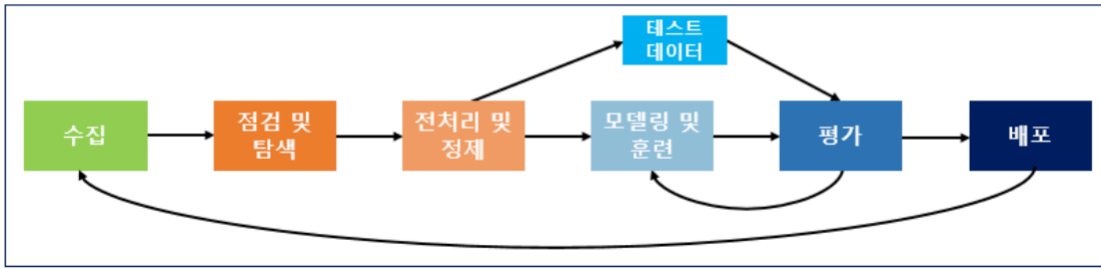 테스트
데이터
수집
점검 및
탐색
전처리 및
정제
모델링 및
훈련
평가
배포